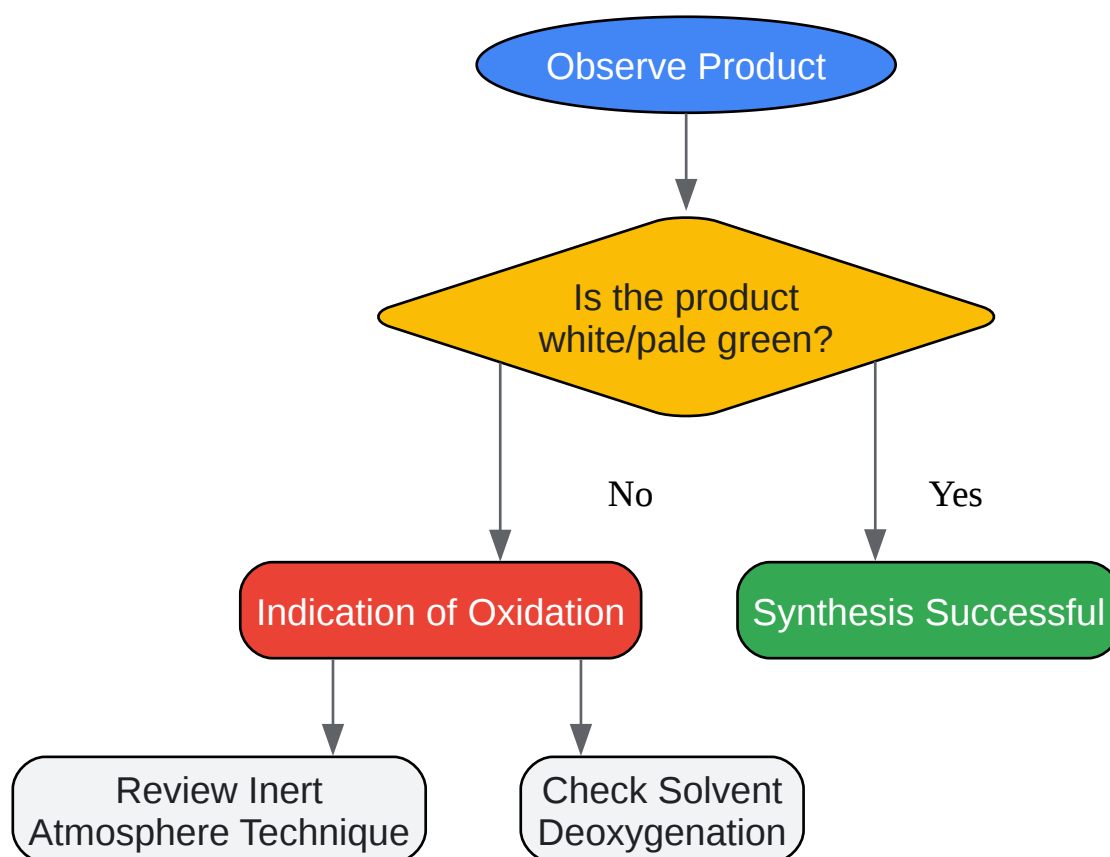 Observe Product
Is the product
white/pale green?
No
Yes
Indication of Oxidation
Synthesis Successful
Review Inert
Atmosphere Technique
Check Solvent
Deoxygenation